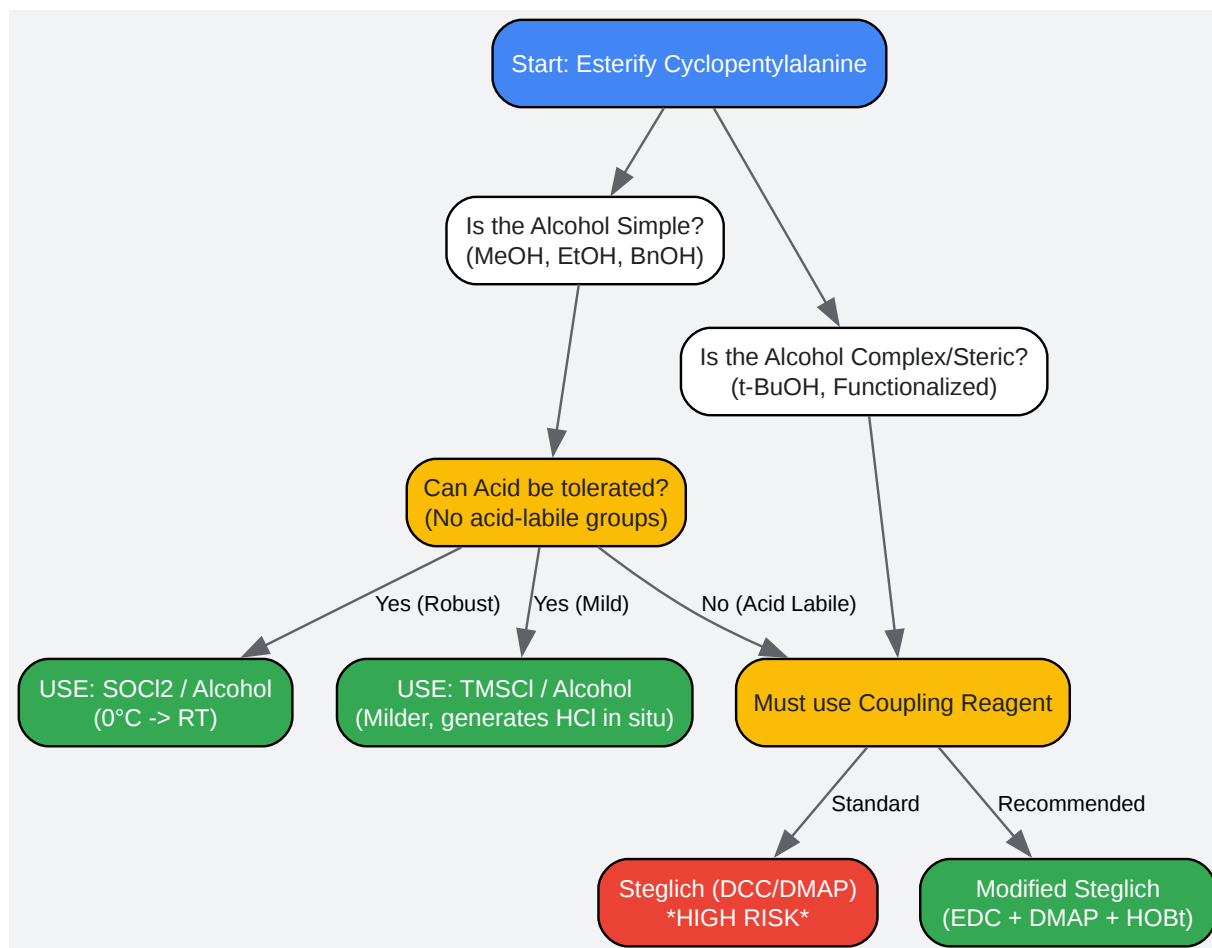 Start: Esterify Cyclopentylalanine
Is the Alcohol Simple?
(MeOH, EtOH, BnOH)
Is the Alcohol Complex/Steric?
(t-BuOH, Functionalized)
Can Acid be tolerated?
(No acid-labile groups)
Yes (Robust)
Yes (Mild)
No (Acid Labile)
USE: SOCl2 / Alcohol
(0°C -> RT)
USE: TMSCl / Alcohol
(Milder, generates HCl in situ)
Must use Coupling Reagent
Standard
Recommended
Steglich (DCC/DMAP)
*HIGH RISK*
Modified Steglich
(EDC + DMAP + HOBt)